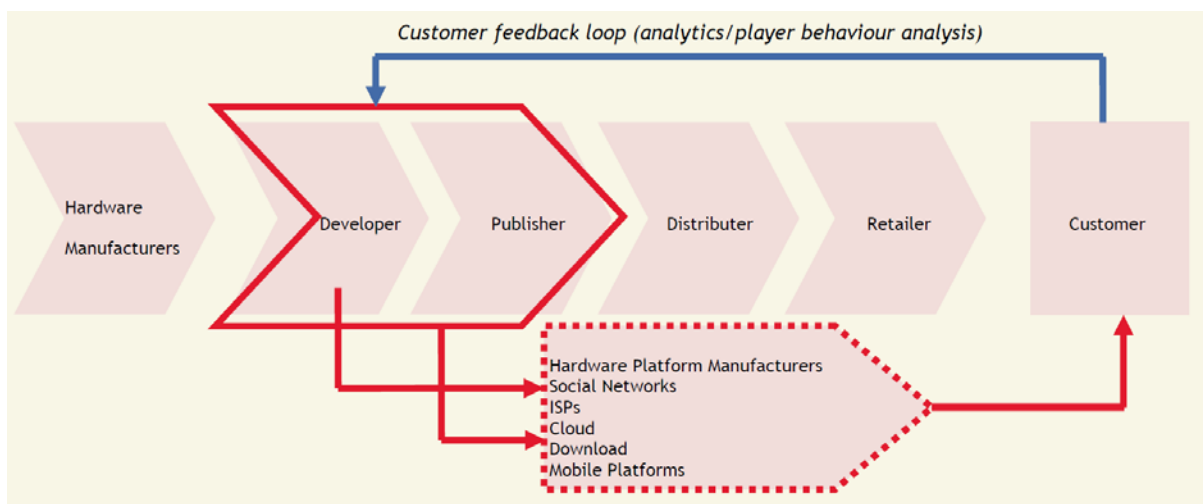 Customer feedback loop (analytics/player behaviour analysis)
Hardware
Manufacturers
Developer
Publisher
Distributer
Retailer
Customer
Hardware Platform Manufacturers
Social Networks
ISPs
Cloud
Download
Mobile Platforms